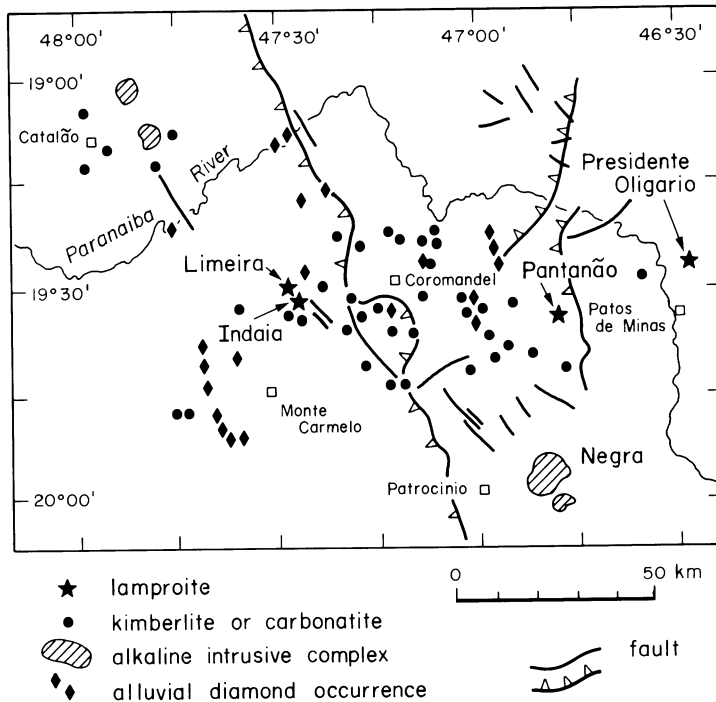 48°00' 47°30' 47°00' 46°30'
19°00'
Catalão
River
Paranaiba
Presidente
Oligario
Limeira
Coromandel
Pantanão
19°30'
Indaia
Patos
de Minas
Monte
Carmelo
Negra
Patrocinio
20°00'
0 50 km
lamproite
kimberlite or carbonatite
alkaline intrusive complex
alluvial diamond occurrence
fault